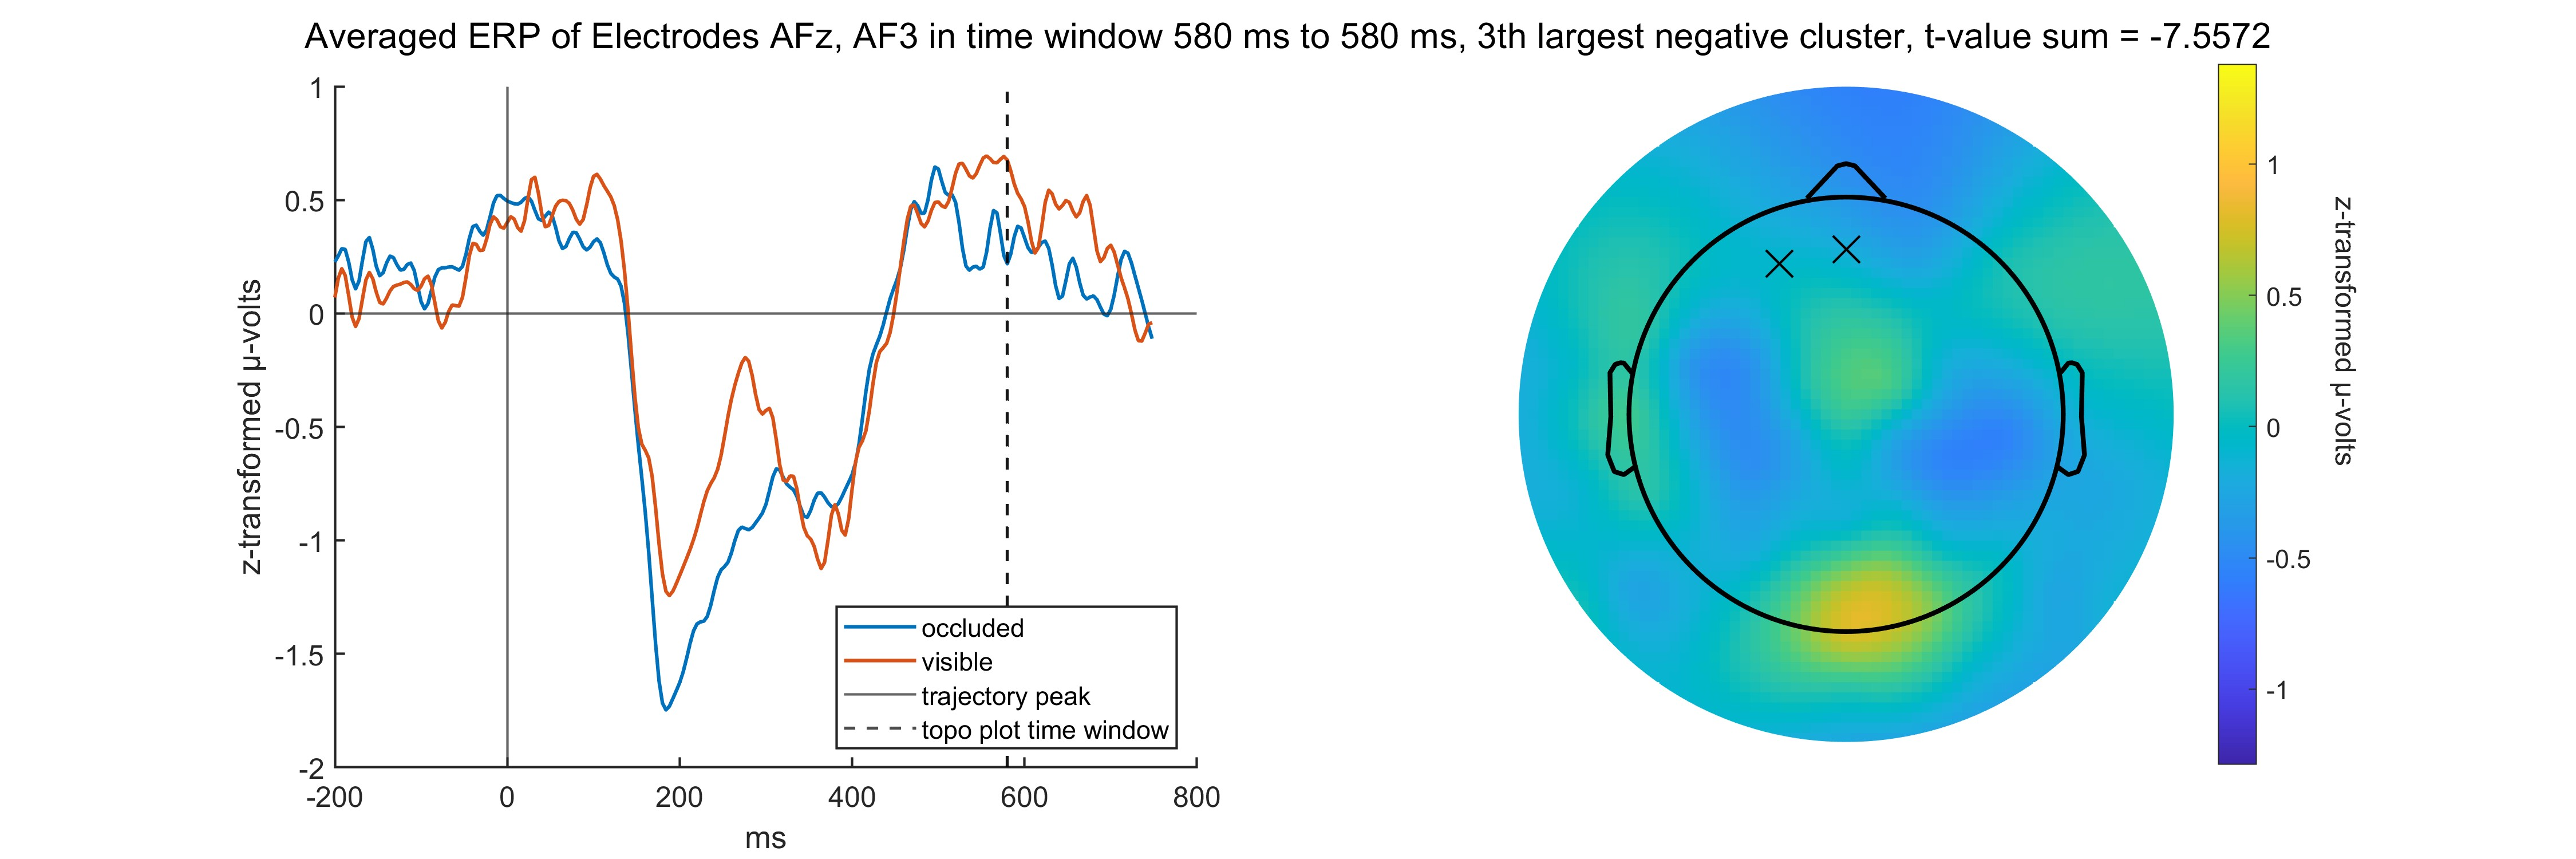 Averaged ERP of Electrodes AFz, AF3 in time window 580 ms to 580 ms, 3th largest negative cluster, t-value sum = -7.5572
1
0.5
0
-0.5
-1
-1.5
-2
z-transformed μ-volts
-200
0
200
400
600
800
ms
occluded
visible
trajectory peak
topo plot time window
1
0.5
0
-0.5
-1
z-transformed μ-volts